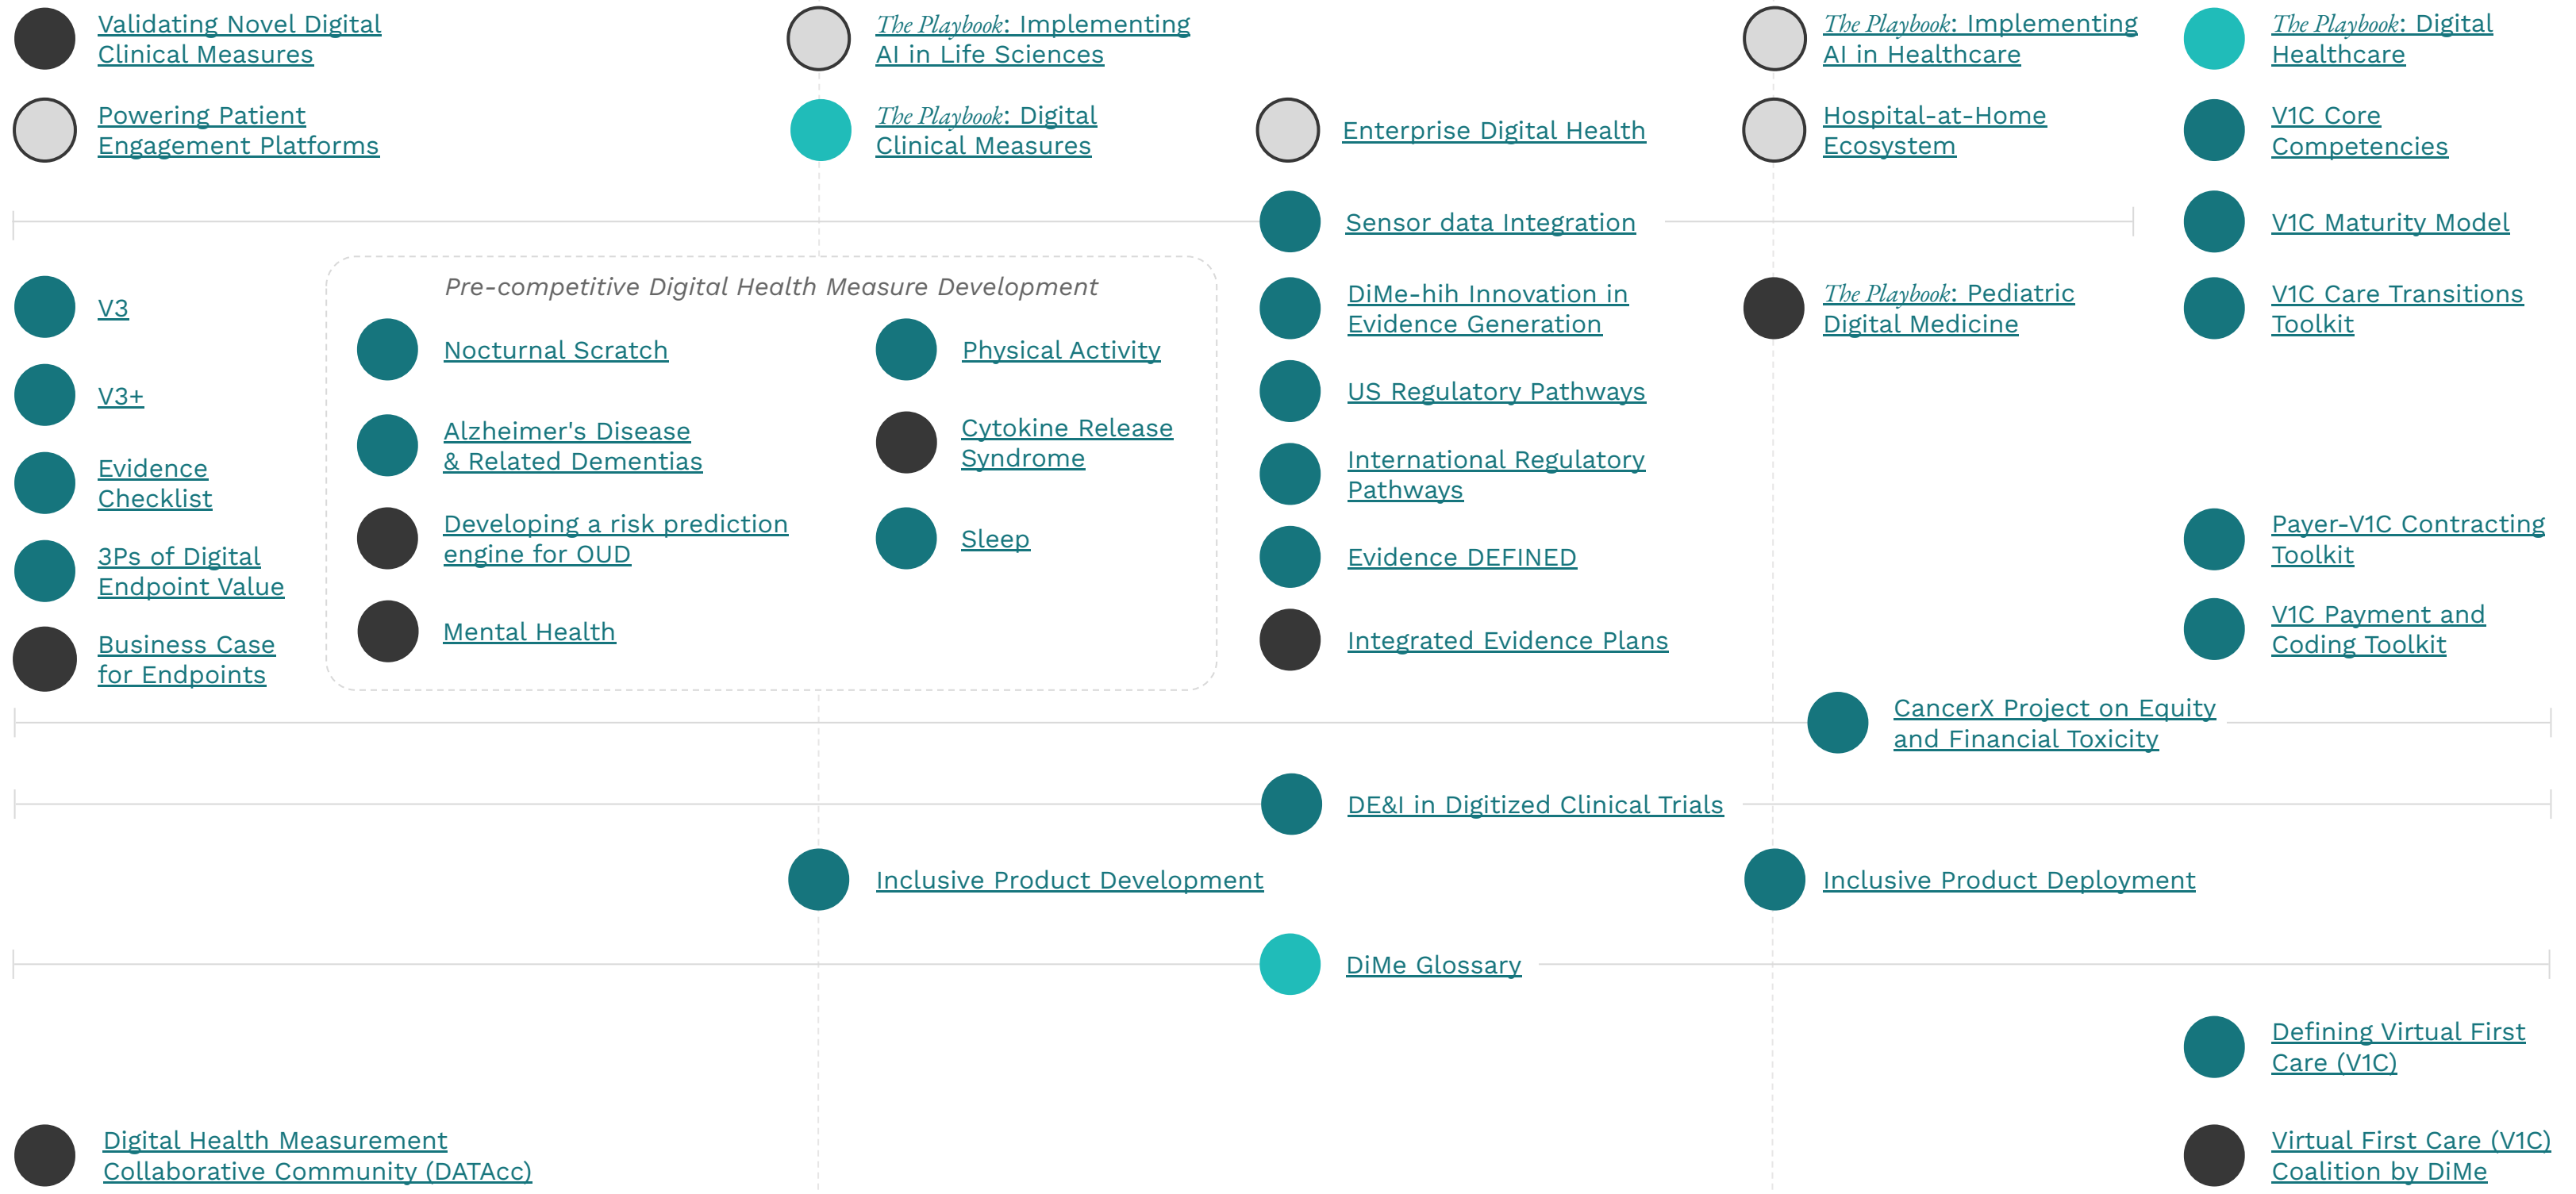 Validating Novel Digital
Clinical Measures
The Playbook: Implementing
AI in Life Sciences
The Playbook: Implementing
AI in Healthcare
The Playbook: Digital
Healthcare
Powering Patient
Engagement Platforms
The Playbook: Digital
Clinical Measures
Enterprise Digital Health
Hospital-at-Home
Ecosystem
V1C Core
Competencies
Sensor data Integration
V1C Maturity Model
V3
V3+
Evidence
Checklist
3Ps of Digital
Endpoint Value
Business Case
for Endpoints
Pre-competitive Digital Health Measure Development
Nocturnal Scratch
Alzheimer's Disease
& Related Dementias
Developing a risk prediction
engine for OUD
Mental Health
Physical Activity
Cytokine Release
Syndrome
Sleep
DiMe-hih Innovation in
Evidence Generation
US Regulatory Pathways
International Regulatory
Pathways
Evidence DEFINED
Integrated Evidence Plans
The Playbook: Pediatric
Digital Medicine
V1C Care Transitions
Toolkit
Payer-V1C Contracting
Toolkit
V1C Payment and
Coding Toolkit
CancerX Project on Equity
and Financial Toxicity
DE&I in Digitized Clinical Trials
Inclusive Product Development
Inclusive Product Deployment
DiMe Glossary
Defining Virtual First
Care (V1C)
Digital Health Measurement
Collaborative Community (DATAcc)
Virtual First Care (V1C)
Coalition by DiMe